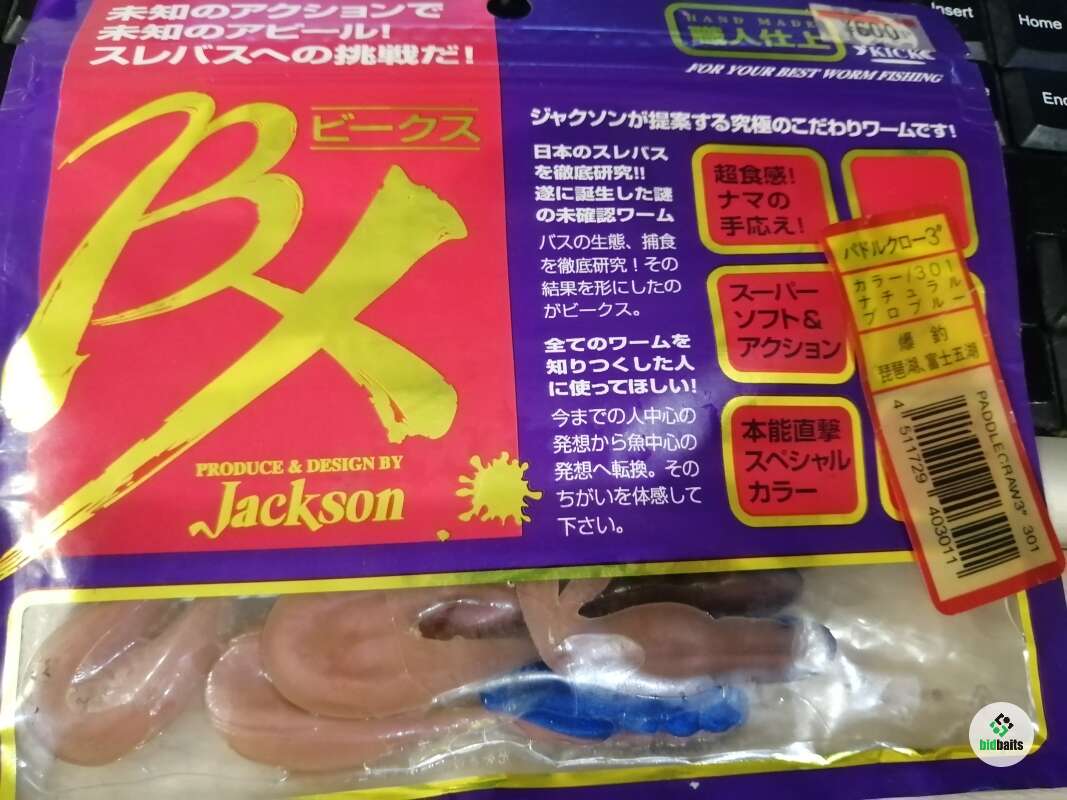 未知のアクションで
未知のアピール!
スレバスへの挑戦だ!
BX
ビークス
PRODUCE & DESIGN BY
Jackson
HAND MADE
職人仕上
¥600
KICK
FOR YOUR BEST WORM FISHING
ジャクソンが提案する究極のこだわりワームです!
日本のスレバス
を徹底研究!!
遂に誕生した謎
の未確認ワーム
バスの生態、捕食
を徹底研究!その
結果を形にしたの
がビークス。
全てのワームを
知りつくした人
に使ってほしい!
今までの人中心の
発想から魚中心の
発想へ転換。その
ちがいを体感して
下さい。
超食感!
ナマの
手応え!
スーパー
ソフト&
アクション
本能直撃
スペシャル
カラー
パドルクロー3"
カラー/301
ナチュラル
プロブルー
爆釣
琵琶湖、富士五湖
PADDLECRAW3" 301
4 511729 403011
Insert
Home
End
bidbaits